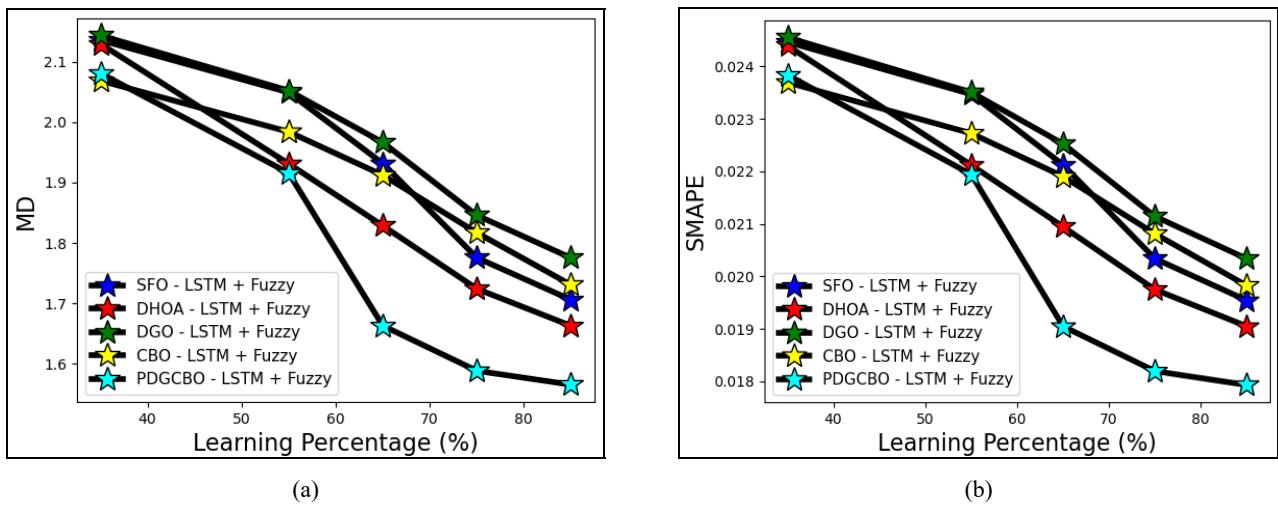 2.1
2.0
1.9
1.8
1.7
1.6
MD
SFO - LSTM + Fuzzy
DHOA - LSTM + Fuzzy
DGO - LSTM + Fuzzy
CBO - LSTM + Fuzzy
PDGCBO - LSTM + Fuzzy
40 50 60 70 80
Learning Percentage (%)
(a)
0.024
0.023
0.022
0.021
0.020
0.019
0.018
SMAPE
SFO - LSTM + Fuzzy
DHOA - LSTM + Fuzzy
DGO - LSTM + Fuzzy
CBO - LSTM + Fuzzy
PDGCBO - LSTM + Fuzzy
40 50 60 70 80
Learning Percentage (%)
(b)